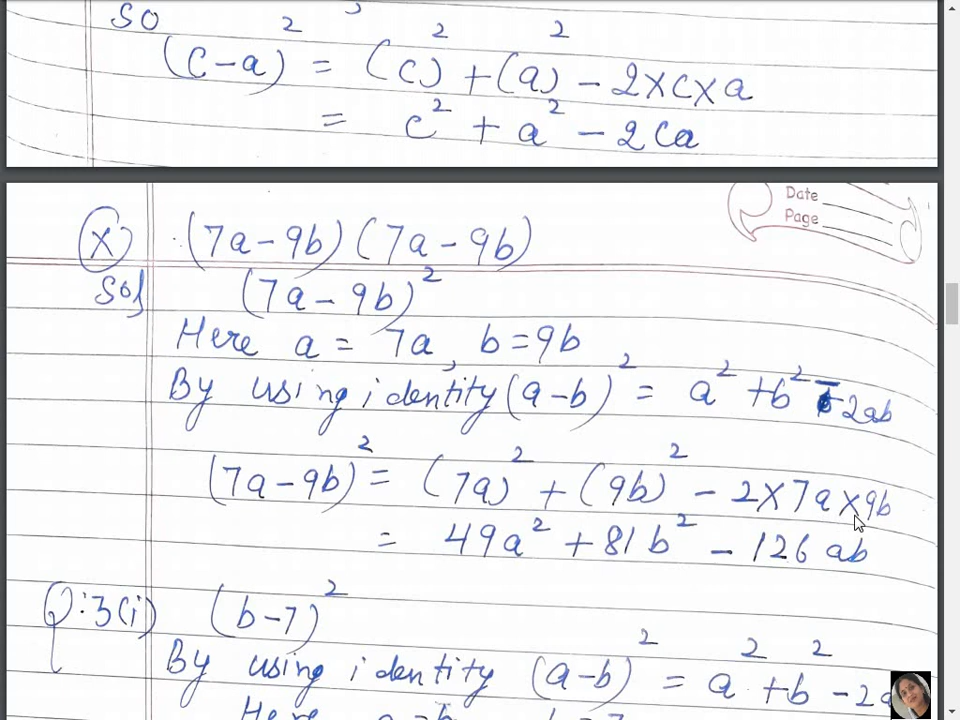 SO
(c-a)² = (c)² + (a)² - 2×c×a
= c² + a² - 2ca
Date
Page
(x) (7a-9b)(7a-9b)
Sol (7a-9b)²
Here a = 7a, b=9b
By using identity (a-b)² = a² + b² - 2ab
(7a-9b)² = (7a)² + (9b)² - 2×7a×9b
= 49a² + 81b² - 126ab
Q:3(i) (b-7)²
By using identity (a-b)² = a² + b² - 2a
Here